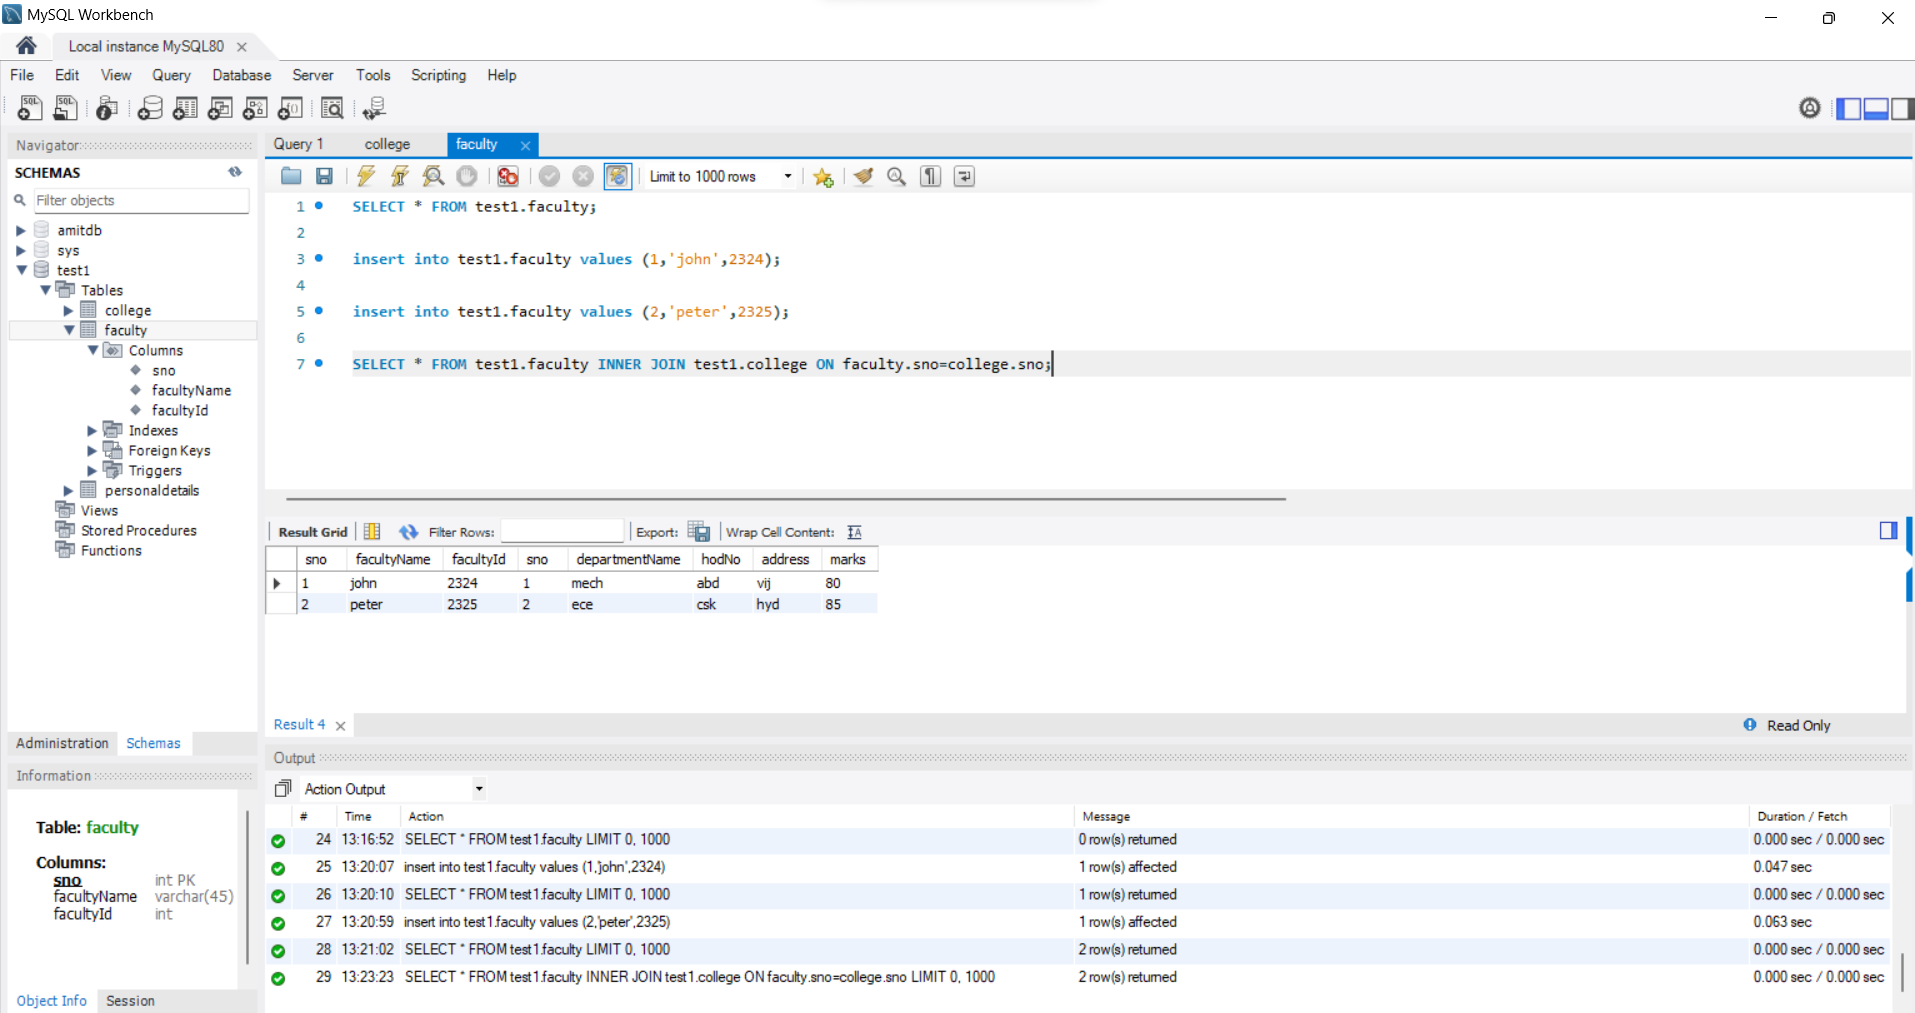 MySQL Workbench
Local instance MySQL80
File Edit View Query Database Server Tools Scripting Help
Navigator
SCHEMAS
Filter objects
amitdb
sys
test1
Tables
college
faculty
Columns
sno
facultyName
facultyId
Indexes
Foreign Keys
Triggers
personaldetails
Views
Stored Procedures
Functions
Administration Schemas
Information
Table: faculty
Columns:
sno int PK
facultyName varchar(45)
facultyId int
Object Info Session
Query 1 college faculty
Limit to 1000 rows
1 SELECT * FROM test1.faculty;
2
3 insert into test1.faculty values (1,'john',2324);
4
5 insert into test1.faculty values (2,'peter',2325);
6
7 SELECT * FROM test1.faculty INNER JOIN test1.college ON faculty.sno=college.sno;
Result Grid Filter Rows: Export: Wrap Cell Content:
sno facultyName facultyId sno departmentName hodNo address marks
1 john 2324 1 mech abd vij 80
2 peter 2325 2 ece csk hyd 85
Result 4 Read Only
Output
Action Output
# Time Action Message Duration / Fetch
24 13:16:52 SELECT * FROM test1.faculty LIMIT 0, 1000 0 row(s) returned 0.000 sec / 0.000 sec
25 13:20:07 insert into test1.faculty values (1,'john',2324) 1 row(s) affected 0.047 sec
26 13:20:10 SELECT * FROM test1.faculty LIMIT 0, 1000 1 row(s) returned 0.000 sec / 0.000 sec
27 13:20:59 insert into test1.faculty values (2,'peter',2325) 1 row(s) affected 0.063 sec
28 13:21:02 SELECT * FROM test1.faculty LIMIT 0, 1000 2 row(s) returned 0.000 sec / 0.000 sec
29 13:23:23 SELECT * FROM test1.faculty INNER JOIN test1.college ON faculty.sno=college.sno LIMIT 0, 1000 2 row(s) returned 0.000 sec / 0.000 sec